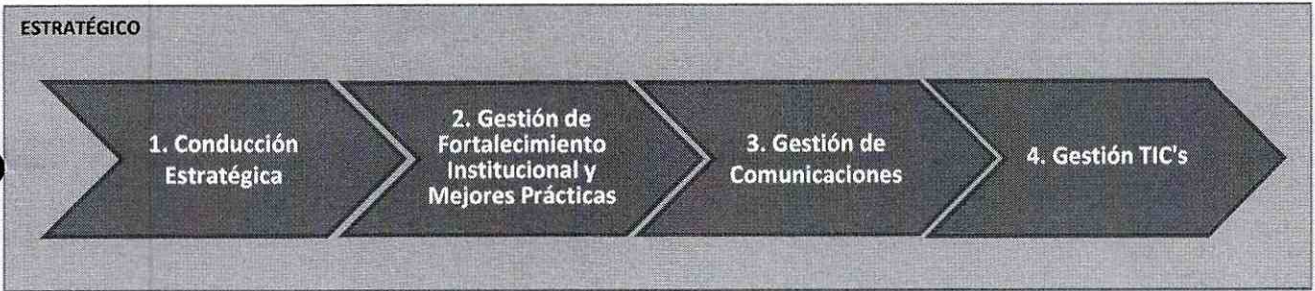 ESTRATÉGICO
1. Conducción
Estratégica
2. Gestión de
Fortalecimiento
Institucional y
Mejores Prácticas
3. Gestión de
Comunicaciones
4. Gestión TIC's